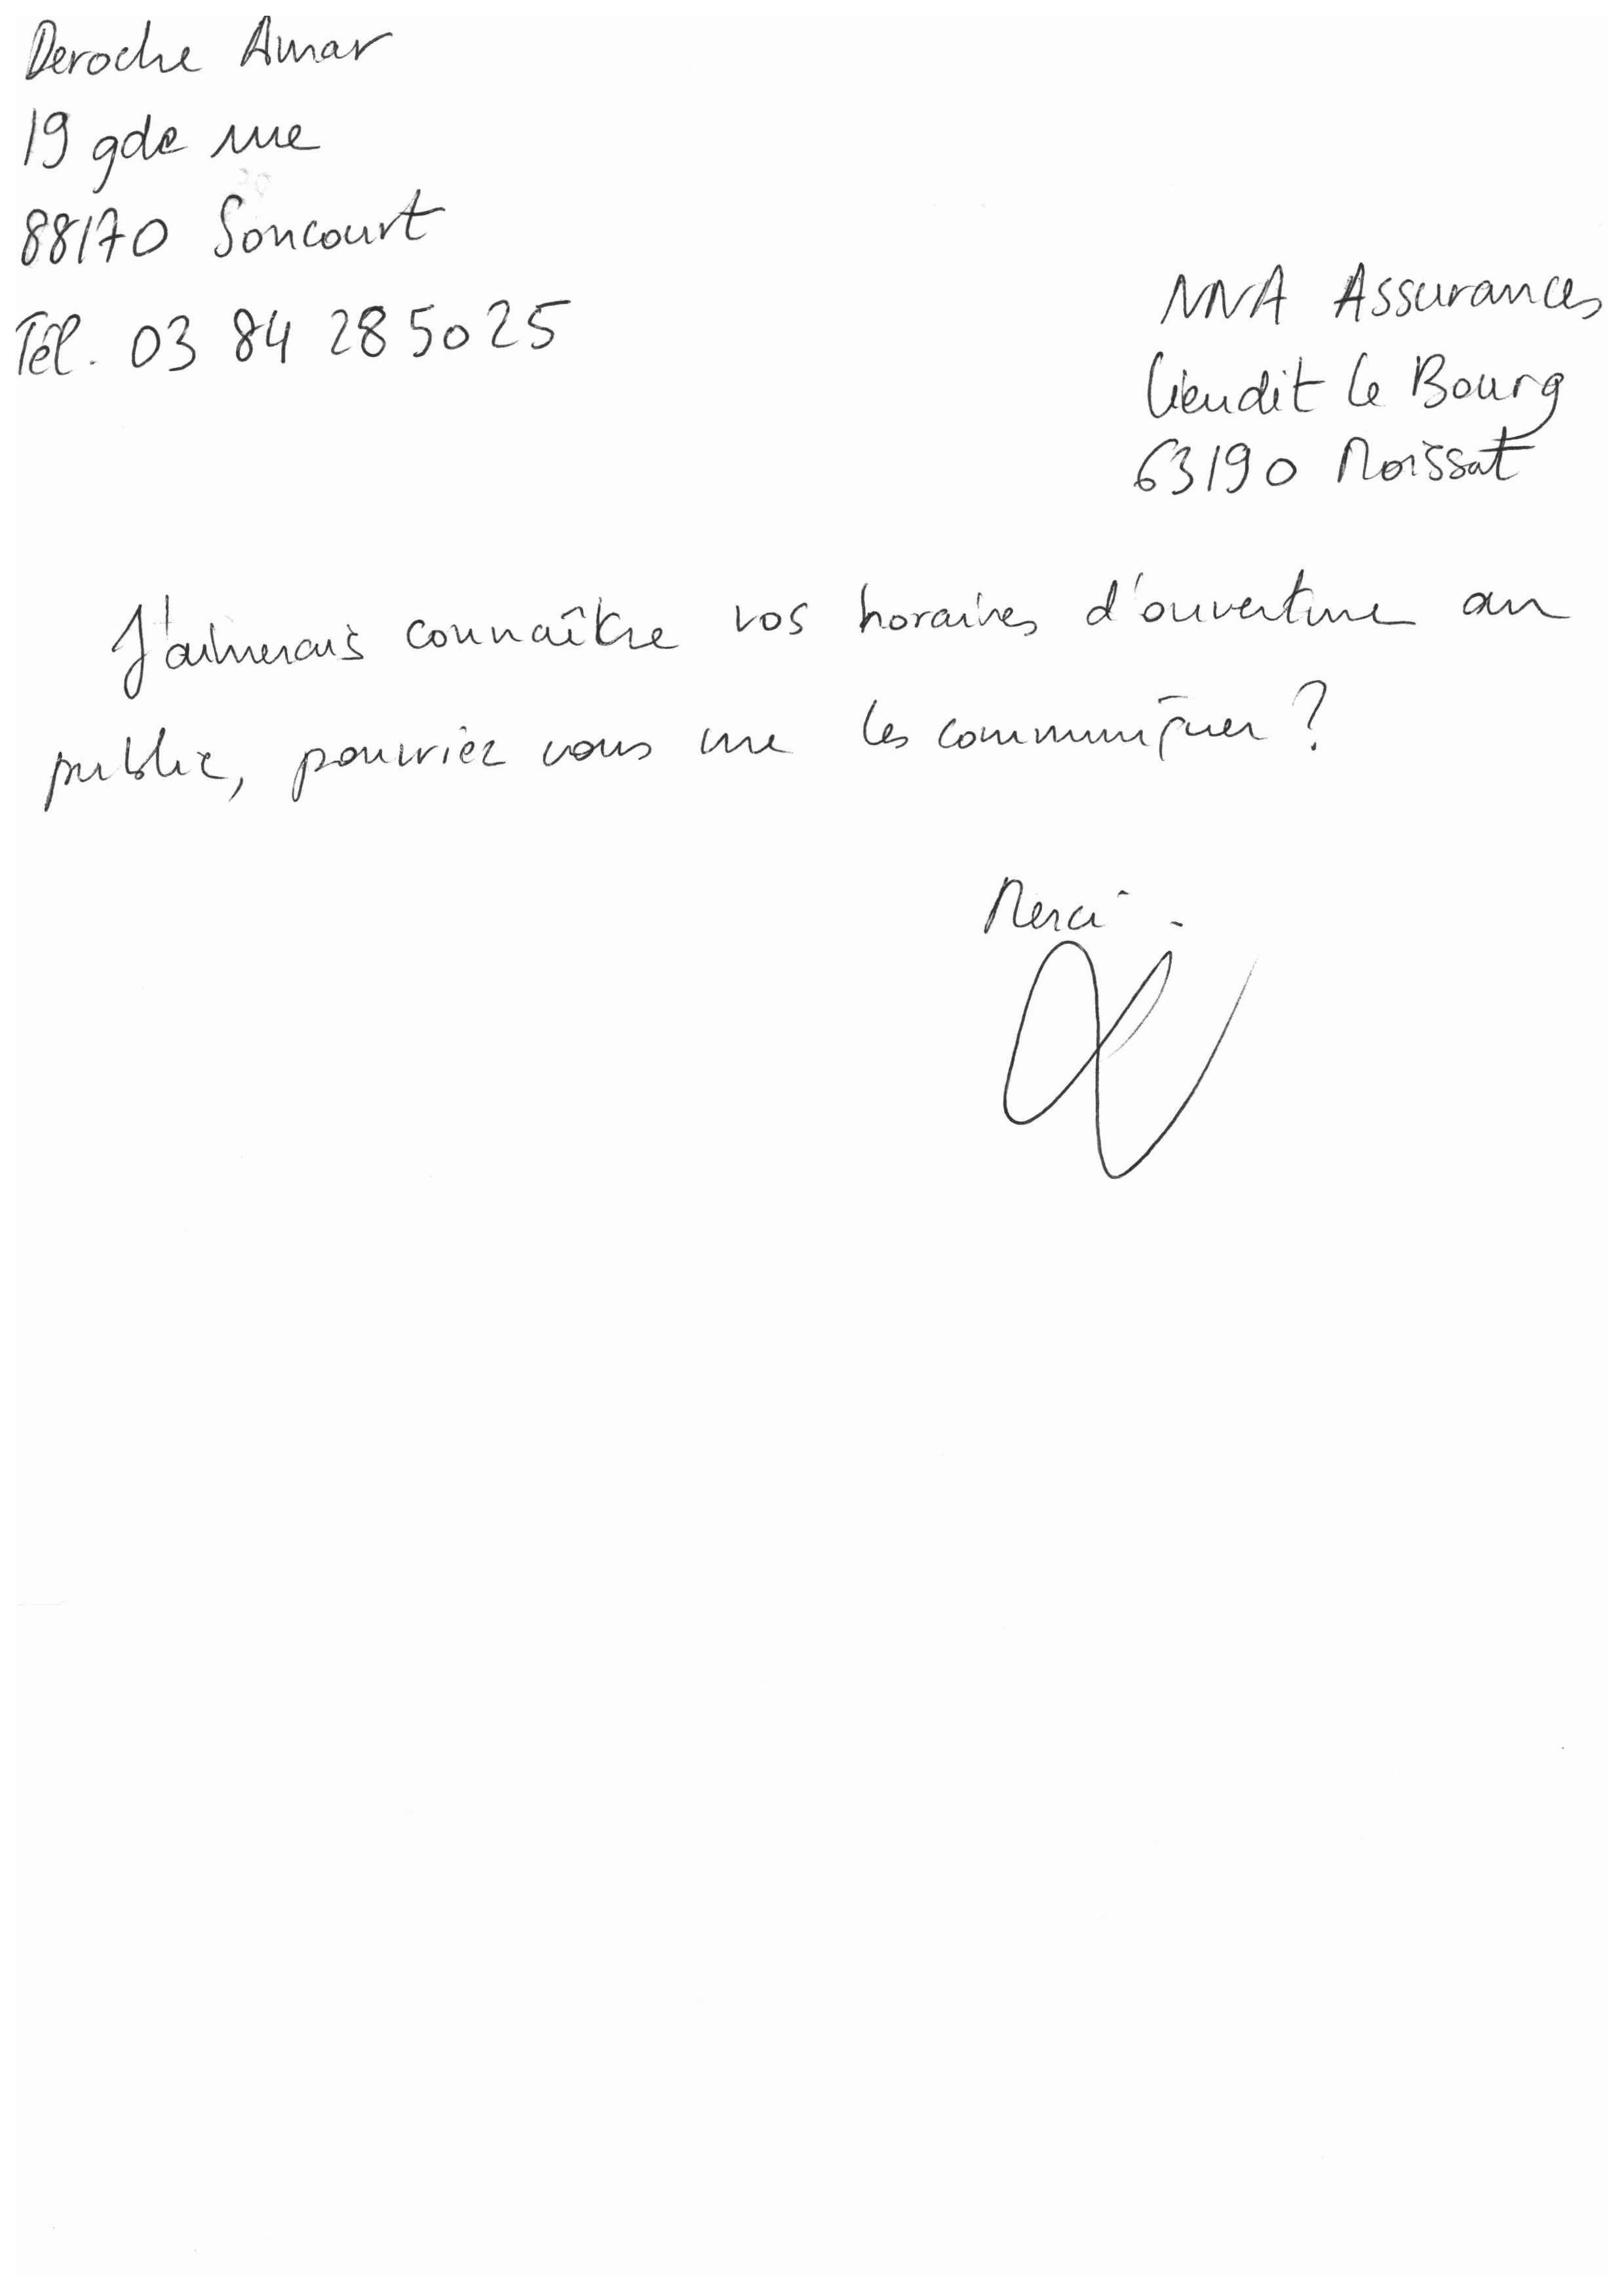 Deroche Amar
19 gde rue
88170 Soncourt
Tél. 03 84 28 50 25
MMA Assurances
Lieudit Le Bourg
63190 Moissat
J'aimerais connaître vos horaires d'ouverture au
public, pourriez vous me les communiquer ?
Merci.